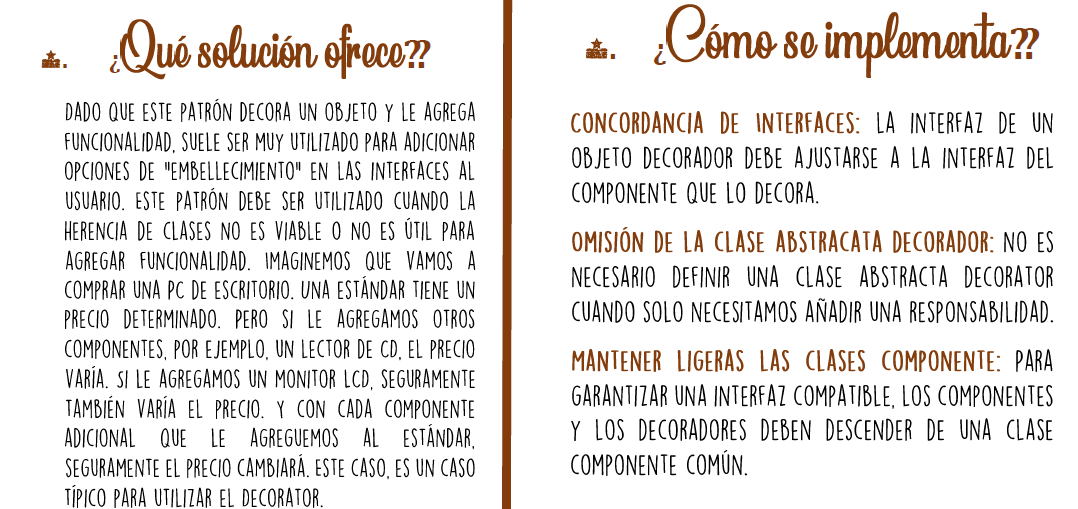 ¿Qué solución ofrece??
DADO QUE ESTE PATRÓN DECORA UN OBJETO Y LE AGREGA
FUNCIONALIDAD, SUELE SER MUY UTILIZADO PARA ADICIONAR
OPCIONES DE "EMBELLECIMIENTO" EN LAS INTERFACES AL
USUARIO. ESTE PATRÓN DEBE SER UTILIZADO CUANDO LA
HERENCIA DE CLASES NO ES VIABLE O NO ES ÚTIL PARA
AGREGAR FUNCIONALIDAD. IMAGINEMOS QUE VAMOS A
COMPRAR UNA PC DE ESCRITORIO. UNA ESTÁNDAR TIENE UN
PRECIO DETERMINADO. PERO SI LE AGREGAMOS OTROS
COMPONENTES, POR EJEMPLO, UN LECTOR DE CD, EL PRECIO
VARÍA. SI LE AGREGAMOS UN MONITOR LCD, SEGURAMENTE
TAMBIÉN VARÍA EL PRECIO. Y CON CADA COMPONENTE
ADICIONAL QUE LE AGREGUEMOS AL ESTÁNDAR,
SEGURAMENTE EL PRECIO CAMBIARÁ. ESTE CASO, ES UN CASO
TÍPICO PARA UTILIZAR EL DECORATOR.
¿Cómo se implementa??
CONCORDANCIA DE INTERFACES: LA INTERFAZ DE UN
OBJETO DECORADOR DEBE AJUSTARSE A LA INTERFAZ DEL
COMPONENTE QUE LO DECORA.
OMISIÓN DE LA CLASE ABSTRACATA DECORADOR: NO ES
NECESARIO DEFINIR UNA CLASE ABSTRACTA DECORATOR
CUANDO SOLO NECESITAMOS AÑADIR UNA RESPONSABILIDAD.
MANTENER LIGERAS LAS CLASES COMPONENTE: PARA
GARANTIZAR UNA INTERFAZ COMPATIBLE, LOS COMPONENTES
Y LOS DECORADORES DEBEN DESCENDER DE UNA CLASE
COMPONENTE COMÚN.